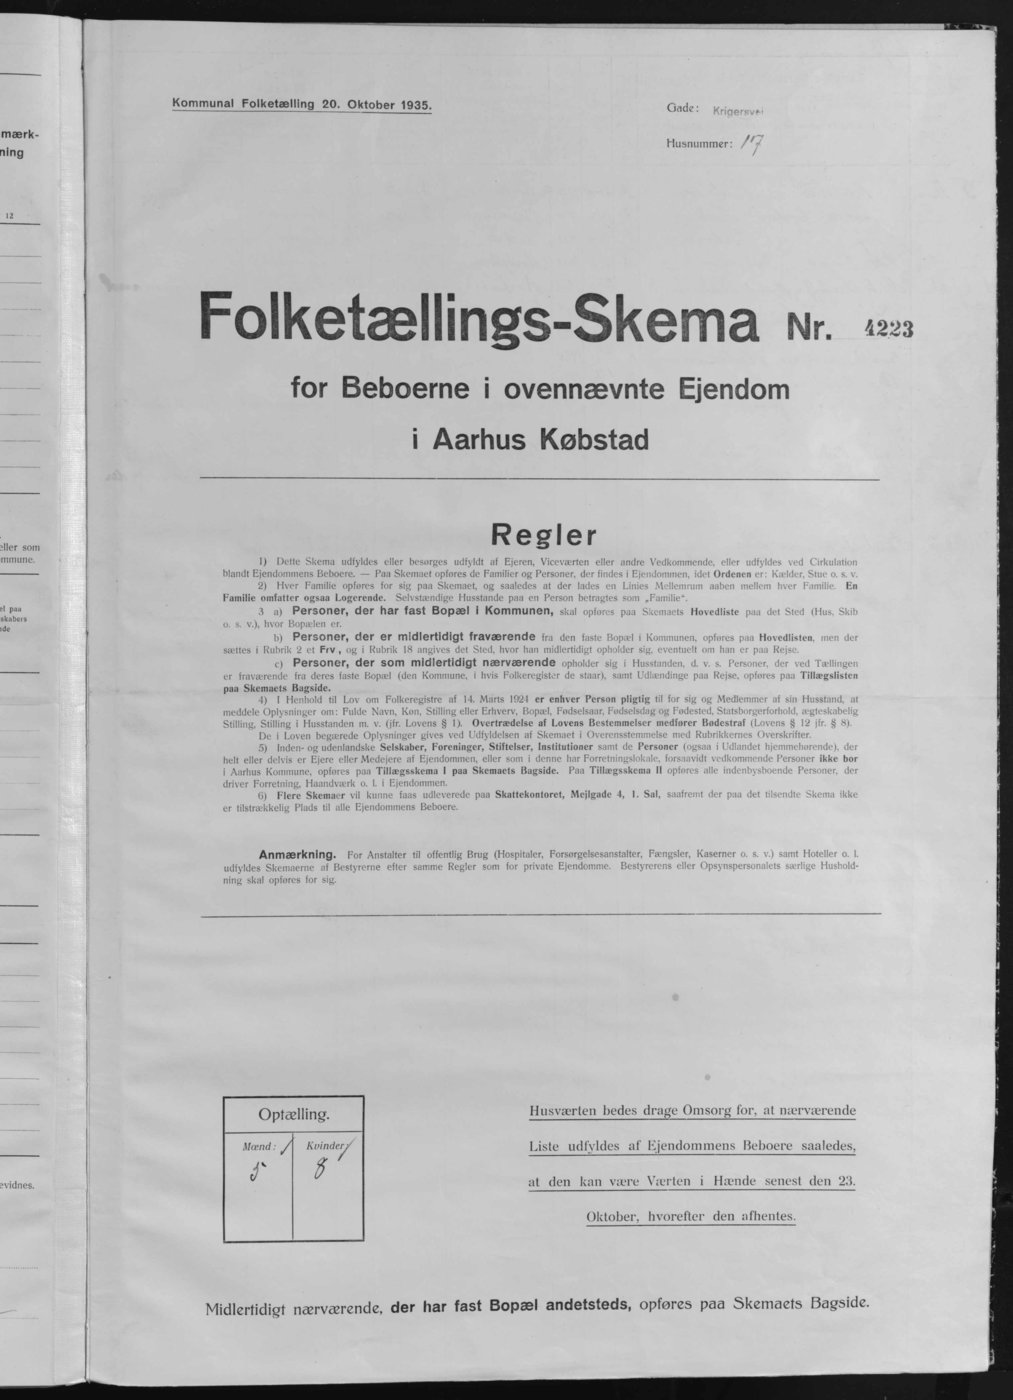 mærk-
ning
12
eller som
mmune.
el paa
skabers
evidnes.
Kommunal Folketælling 20. Oktober 1935.
Gade: Krigersvej
Husnummer: 117
Folketællings-Skema Nr. 4223
for Beboerne i ovennævnte Ejendom
i Aarhus Købstad
Regler
1) Dette Skema udfyldes eller besørges udfyldt af Ejeren, Viceværten eller andre Vedkommende, eller udfyldes ved Cirkulation
blandt Ejendommens Beboere. — Paa Skemaet opføres de Familier og Personer, der findes i Ejendommen, idet Ordenen er: Kælder, Stue o. s. v.
2) Hver Familie opføres for sig paa Skemaet, og saaledes at der lades en Linies Mellemrum aaben mellem hver Familie. En
Familie omfatter ogsaa Logerende. Selvstændige Husstande paa en Person betragtes som „Familie“.
3 a) Personer, der har fast Bopæl i Kommunen, skal opføres paa Skemaets Hovedliste paa det Sted (Hus, Skib
o. s. v.), hvor Bopælen er.
b) Personer, der er midlertidigt fraværende fra den faste Bopæl i Kommunen, opføres paa Hovedlisten, men der
sættes i Rubrik 2 et Frv., og i Rubrik 18 angives det Sted, hvor han midlertidigt opholder sig, eventuelt om han er paa Rejse.
c) Personer, der som midlertidigt nærværende opholder sig i Husstanden, d. v. s. Personer, der ved Tællingen
er fraværende fra deres faste Bopæl (den Kommune, i hvis Folkeregister de staar), samt Udlændinge paa Rejse, opføres paa Tillægslisten
paa Skemaets Bagside.
4) I Henhold til Lov om Folkeregistre af 14. Marts 1924 er enhver Person pligtig til for sig og Medlemmer af sin Husstand, at
meddele Oplysninger om: Fulde Navn, Kon, Stilling eller Erhverv, Bopæl, Fødselsaar, Fødselsdag og Fødested, Statsborgerforhold, ægteskabelig
Stilling, Stilling i Husstanden m. v. (jfr. Lovens § 1). Overtrædelse af Lovens Bestemmelser medfører Bødestraf (Lovens § 12 jfr. § 8).
De i Loven begærede Oplysninger gives ved Udfyldelsen af Skemaet i Overensstemmelse med Rubrikkernes Overskrifter.
5) Inden- og udenlandske Selskaber, Foreninger, Stiftelser, Institutioner samt de Personer (ogsaa i Udlandet hjemmehørende), der
helt eller delvis er Ejere eller Medejere af Ejendommen, eller som i denne har Forretningslokale, forsaavidt vedkommende Personer ikke bor
i Aarhus Kommune, opføres paa Tillægsskema I paa Skemaets Bagside. Paa Tillægsskema II opføres alle indenbysboende Personer, der
driver Forretning, Haandværk o. l. i Ejendommen.
6) Flere Skemaer vil kunne faas udleverede paa Skattekontoret, Mejlgade 4, 1. Sal, saafremt der paa det tilsendte Skema ikke
er tilstrækkelig Plads til alle Ejendommens Beboere.
Anmærkning. For Anstalter til offentlig Brug (Hospitaler, Forsørgelsesanstalter, Fængsler, Kaserner o. s. v.) samt Hoteller o. l.
udfyldes Skemaerne af Bestyrerne efter samme Regler som for private Ejendomme. Bestyrerens eller Opsynspersonalets særlige Hushold-
ning skal opføres for sig.
Optælling.
Mænd: Kvinder
5 8
Husværten bedes drage Omsorg for, at nærværende
Liste udfyldes af Ejendommens Beboere saaledes,
at den kan være Værten i Hænde senest den 23.
Oktober, hvorefter den afhentes.
Midlertidigt nærværende, der har fast Bopæl andetsteds, opføres paa Skemaets Bagside.